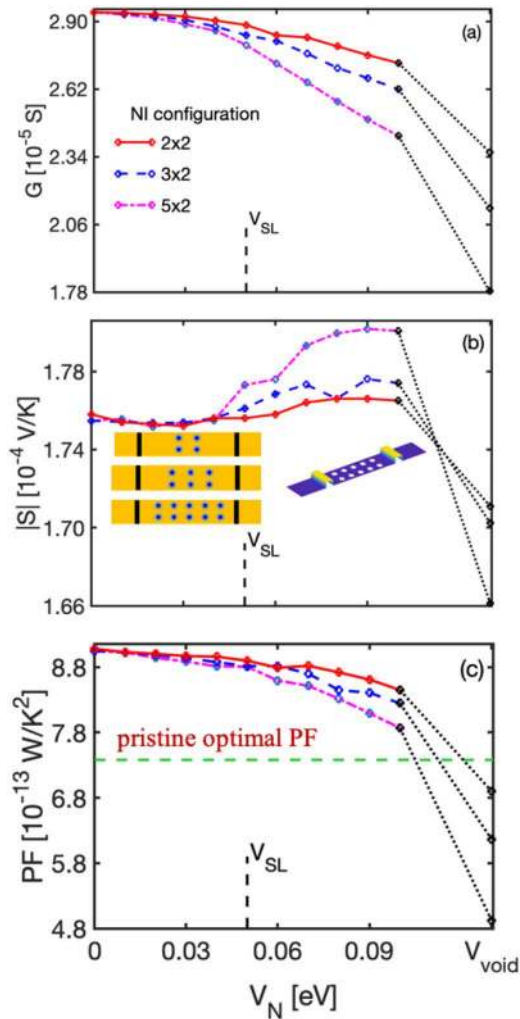 2.90
2.62
2.34
2.06
1.78
G [10⁻⁵ S]
(a)
NI configuration
2x2
3x2
5x2
V_SL
1.78
1.74
1.70
1.66
|S| [10⁻⁴ V/K]
(b)
V_SL
8.8
7.8
6.8
5.8
4.8
PF [10⁻¹³ W/K²]
(c)
pristine optimal PF
V_SL
0 0.03 0.06 0.09 V_void
V_N [eV]